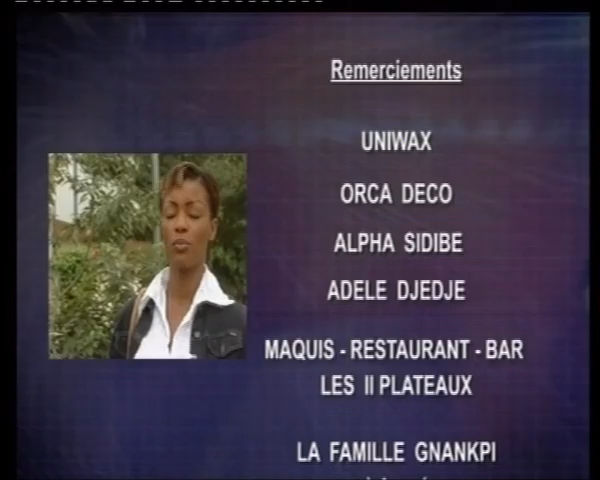 Remerciements
UNIWAX
ORCA DECO
ALPHA SIDIBE
ADELE DJEDJE
MAQUIS - RESTAURANT - BAR
LES II PLATEAUX
LA FAMILLE GNANKPI